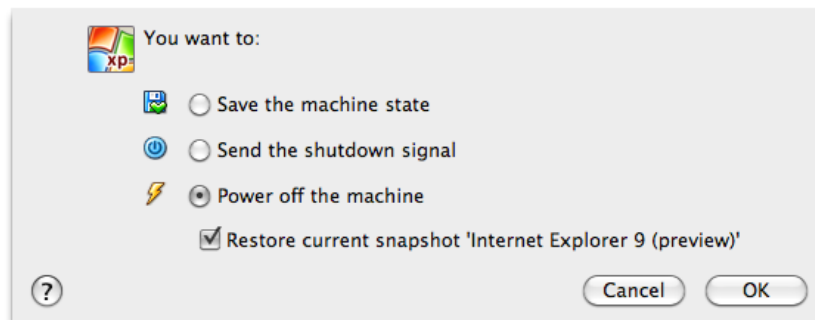 You want to:
xp
Save the machine state
Send the shutdown signal
Power off the machine
Restore current snapshot 'Internet Explorer 9 (preview)'
?
Cancel
OK